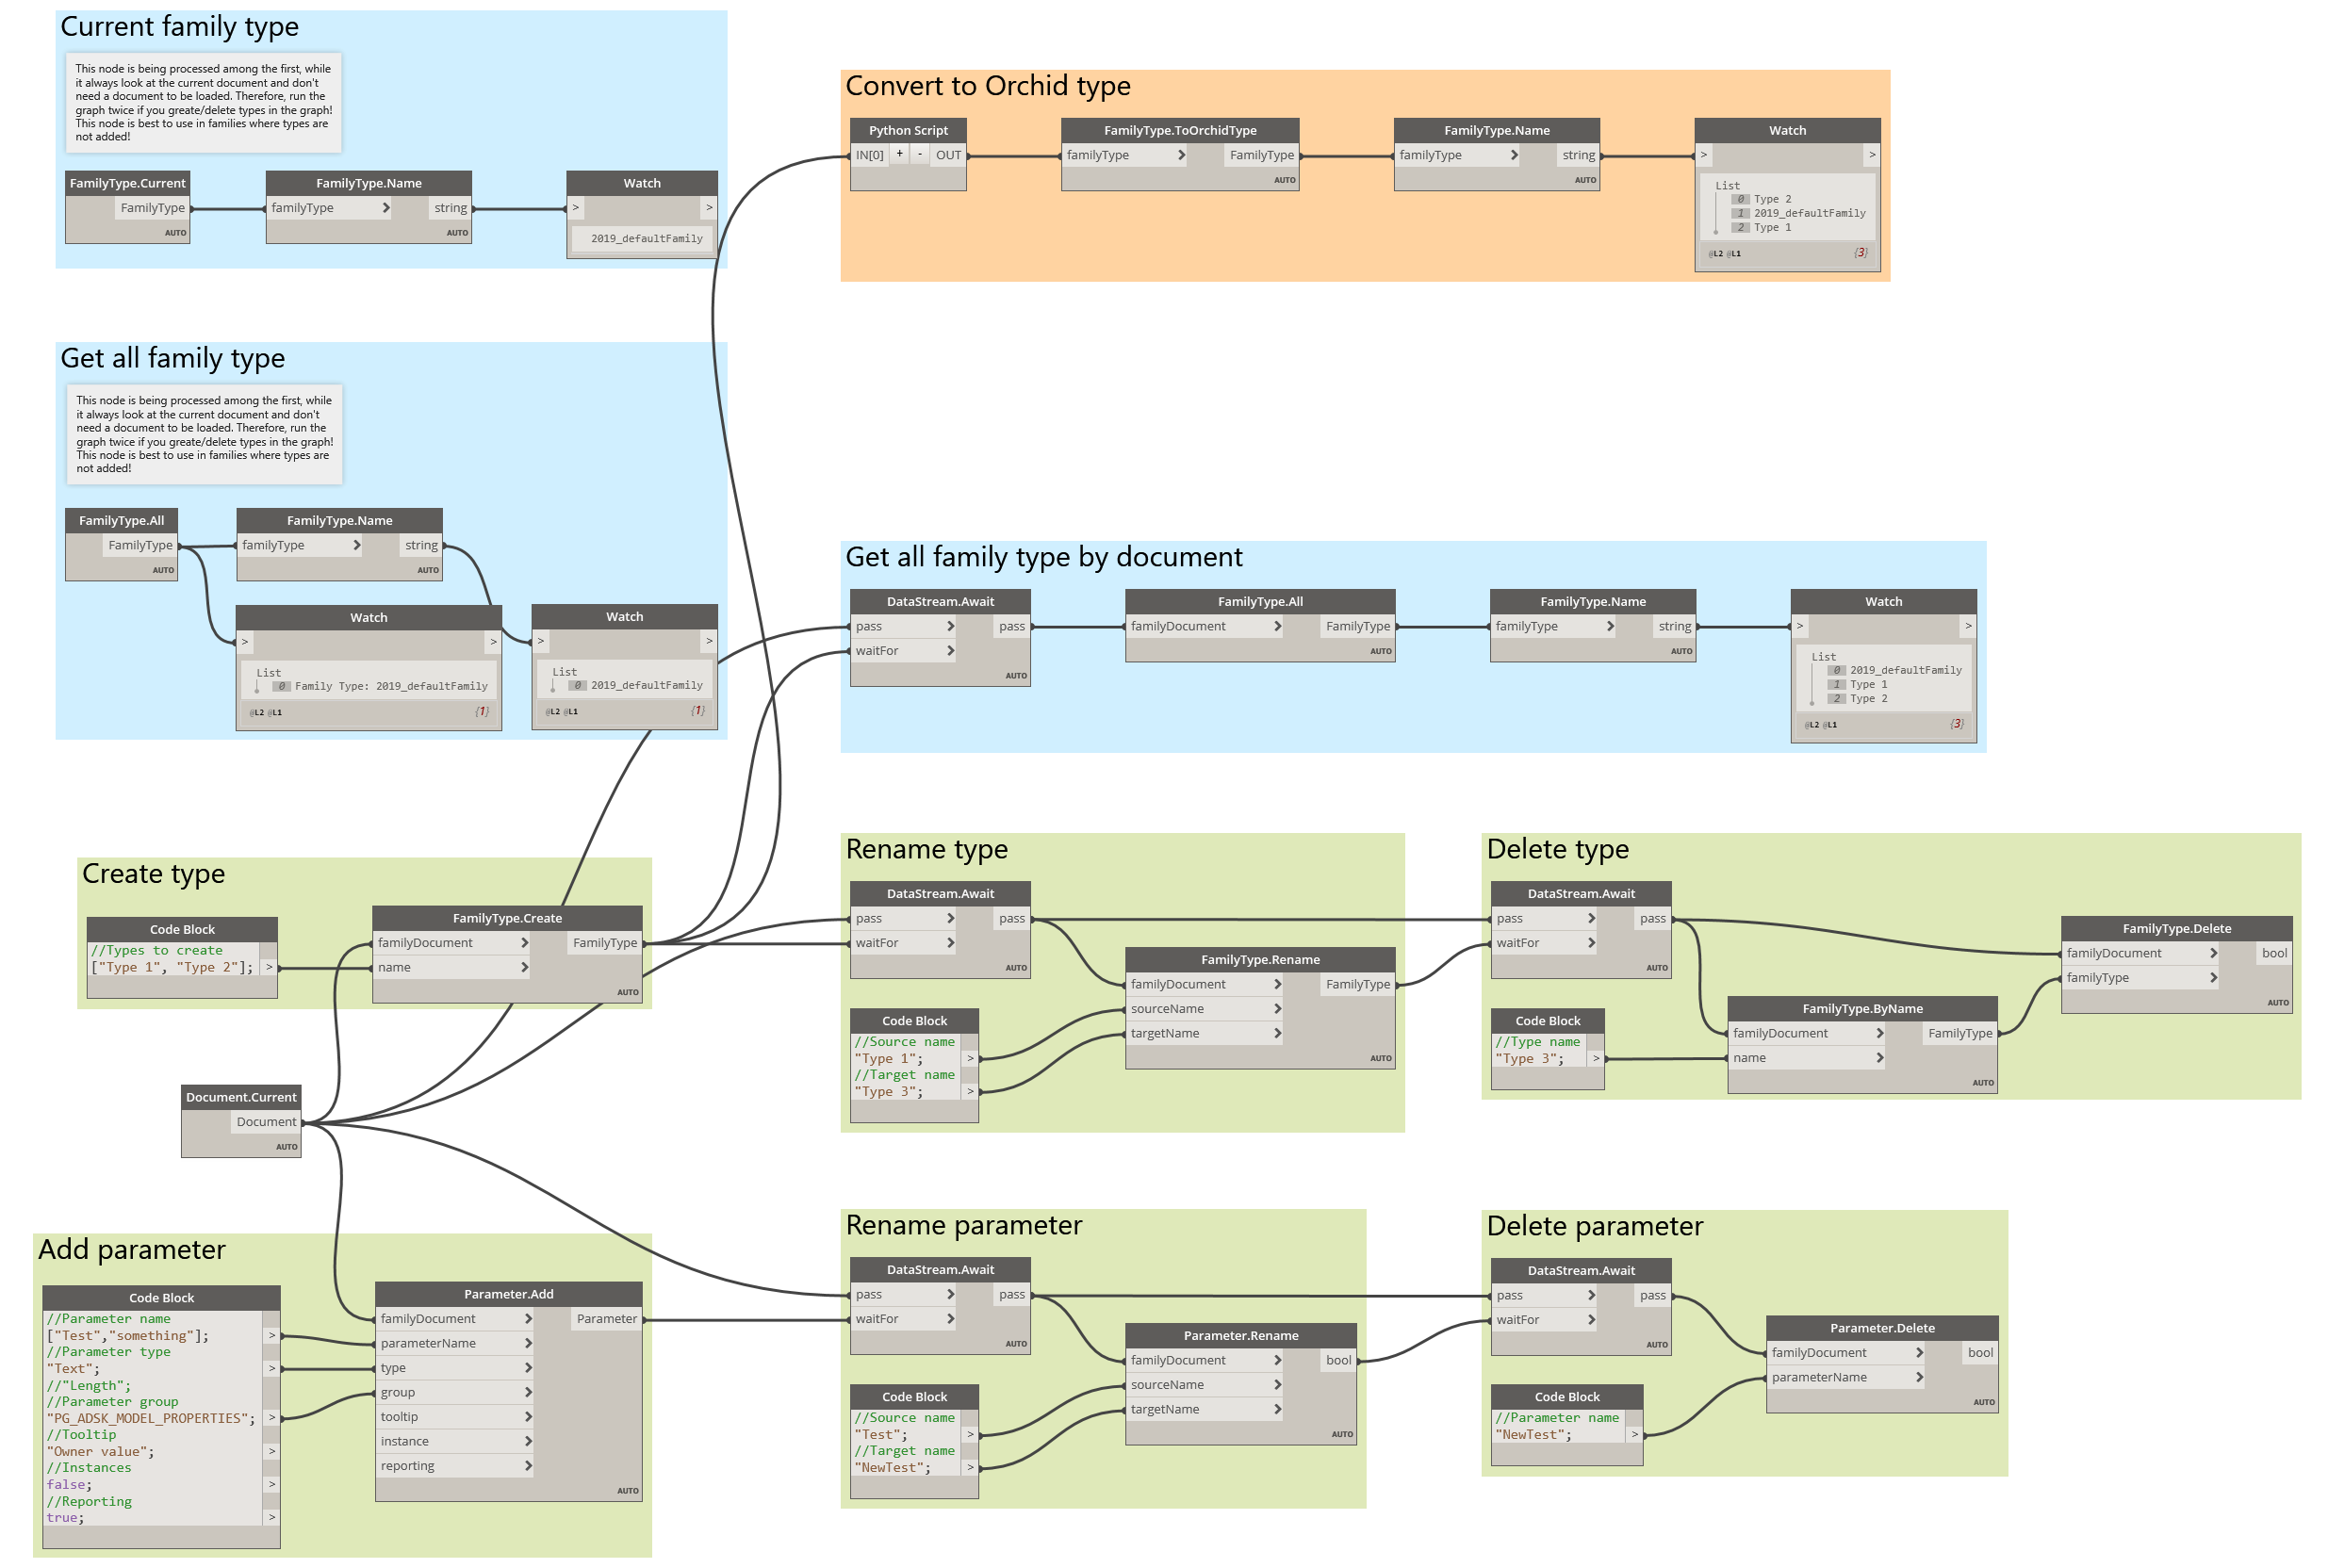 Current family type
This node is being processed among the first, while
it always look at the current document and don't
need a document to be loaded. Therefore, run the
graph twice if you greate/delete types in the graph!
This node is best to use in families where types are
not added!
FamilyType.Current
FamilyType
AUTO
FamilyType.Name
familyType > string
AUTO
Watch
> >
2019_defaultFamily
Convert to Orchid type
Python Script
IN[0] + - OUT
FamilyType.ToOrchidType
familyType > FamilyType
AUTO
FamilyType.Name
familyType > string
AUTO
Watch
> >
List
0 Type 2
1 2019_defaultFamily
2 Type 1
@L2 @L1 {3}
Get all family type
This node is being processed among the first, while
it always look at the current document and don't
need a document to be loaded. Therefore, run the
graph twice if you greate/delete types in the graph!
This node is best to use in families where types are
not added!
FamilyType.All
FamilyType
AUTO
FamilyType.Name
familyType > string
AUTO
Watch
> >
List
0 Family Type: 2019_defaultFamily
@L2 @L1 {1}
Watch
> >
List
0 2019_defaultFamily
@L2 @L1 {1}
Get all family type by document
DataStream.Await
pass > pass
waitFor >
AUTO
FamilyType.All
familyDocument > FamilyType
AUTO
FamilyType.Name
familyType > string
AUTO
Watch
> >
List
0 2019_defaultFamily
1 Type 1
2 Type 2
@L2 @L1 {3}
Create type
Code Block
//Types to create
["Type 1", "Type 2"]; >
FamilyType.Create
familyDocument > FamilyType
name >
AUTO
Document.Current
Document
AUTO
Rename type
DataStream.Await
pass > pass
waitFor >
AUTO
Code Block
//Source name
"Type 1"; >
//Target name
"Type 3"; >
FamilyType.Rename
familyDocument > FamilyType
sourceName >
targetName >
AUTO
Delete type
DataStream.Await
pass > pass
waitFor >
AUTO
Code Block
//Type name
"Type 3"; >
FamilyType.ByName
familyDocument > FamilyType
name >
AUTO
FamilyType.Delete
familyDocument > bool
familyType >
AUTO
Add parameter
Code Block
//Parameter name
["Test","something"]; >
//Parameter type
"Text"; >
//"Length";
//Parameter group
"PG_ADSK_MODEL_PROPERTIES"; >
//Tooltip
"Owner value"; >
//Instances
false; >
//Reporting
true; >
Parameter.Add
familyDocument > Parameter
parameterName >
type >
group >
tooltip >
instance >
reporting >
AUTO
Rename parameter
DataStream.Await
pass > pass
waitFor >
AUTO
Code Block
//Source name
"Test"; >
//Target name
"NewTest"; >
Parameter.Rename
familyDocument > bool
sourceName >
targetName >
AUTO
Delete parameter
DataStream.Await
pass > pass
waitFor >
AUTO
Code Block
//Parameter name
"NewTest"; >
Parameter.Delete
familyDocument > bool
parameterName >
AUTO